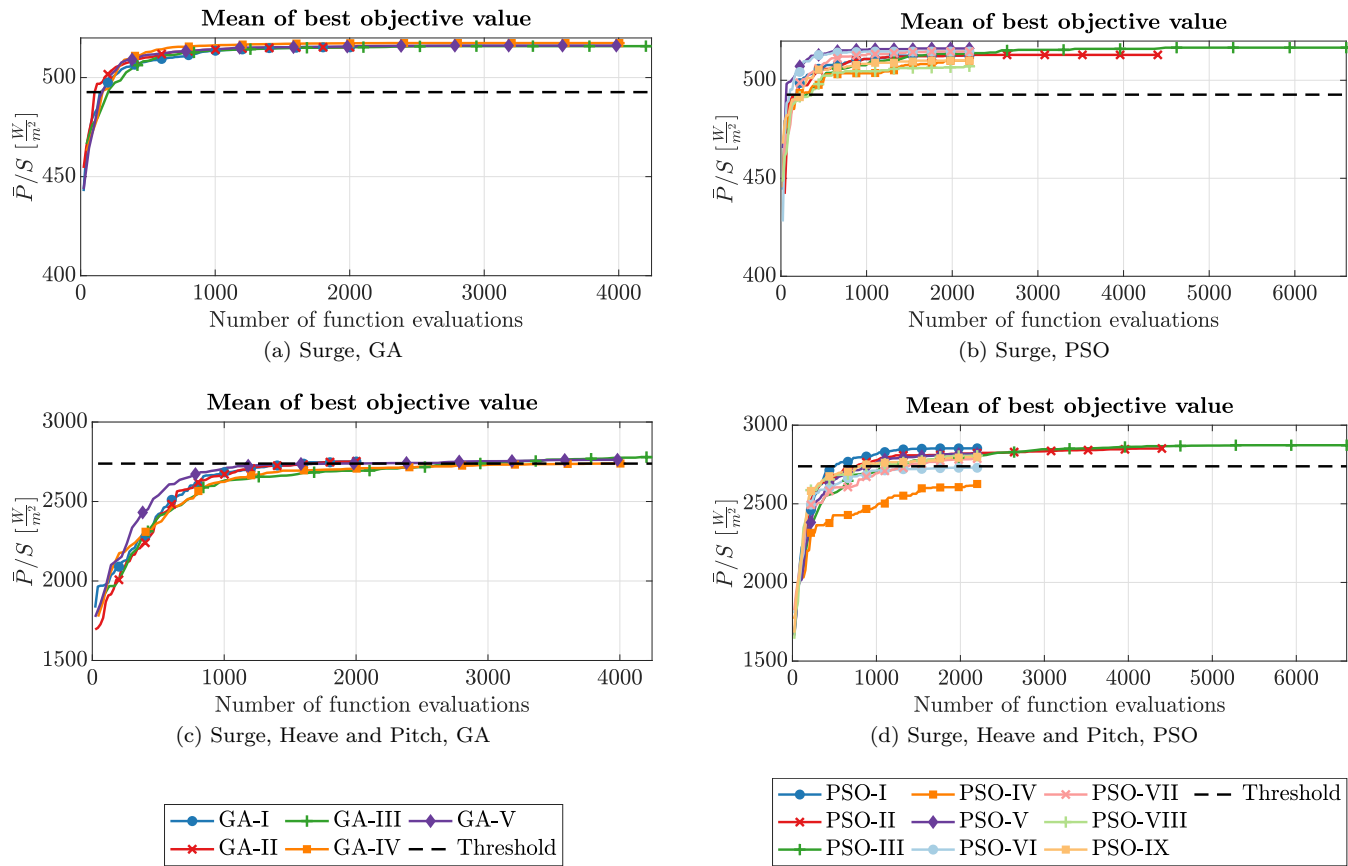 Mean of best objective value
500
450
400
P̄/S [W/m²]
0 1000 2000 3000 4000
Number of function evaluations
(a) Surge, GA
Mean of best objective value
500
450
400
P̄/S [W/m²]
0 1000 2000 3000 4000 5000 6000
Number of function evaluations
(b) Surge, PSO
Mean of best objective value
3000
2500
2000
1500
P̄/S [W/m²]
0 1000 2000 3000 4000
Number of function evaluations
(c) Surge, Heave and Pitch, GA
Mean of best objective value
3000
2500
2000
1500
P̄/S [W/m²]
0 1000 2000 3000 4000 5000 6000
Number of function evaluations
(d) Surge, Heave and Pitch, PSO
GA-I GA-III GA-V
GA-II GA-IV Threshold
PSO-I PSO-IV PSO-VII Threshold
PSO-II PSO-V PSO-VIII
PSO-III PSO-VI PSO-IX